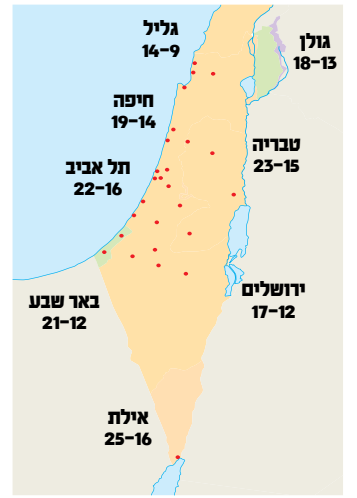 גליל
14–9
גולן
18–13
חיפה
19–14
טבריה
23–15
תל אביב
22–16
ירושלים
17–12
באר שבע
21–12
אילת
25–16